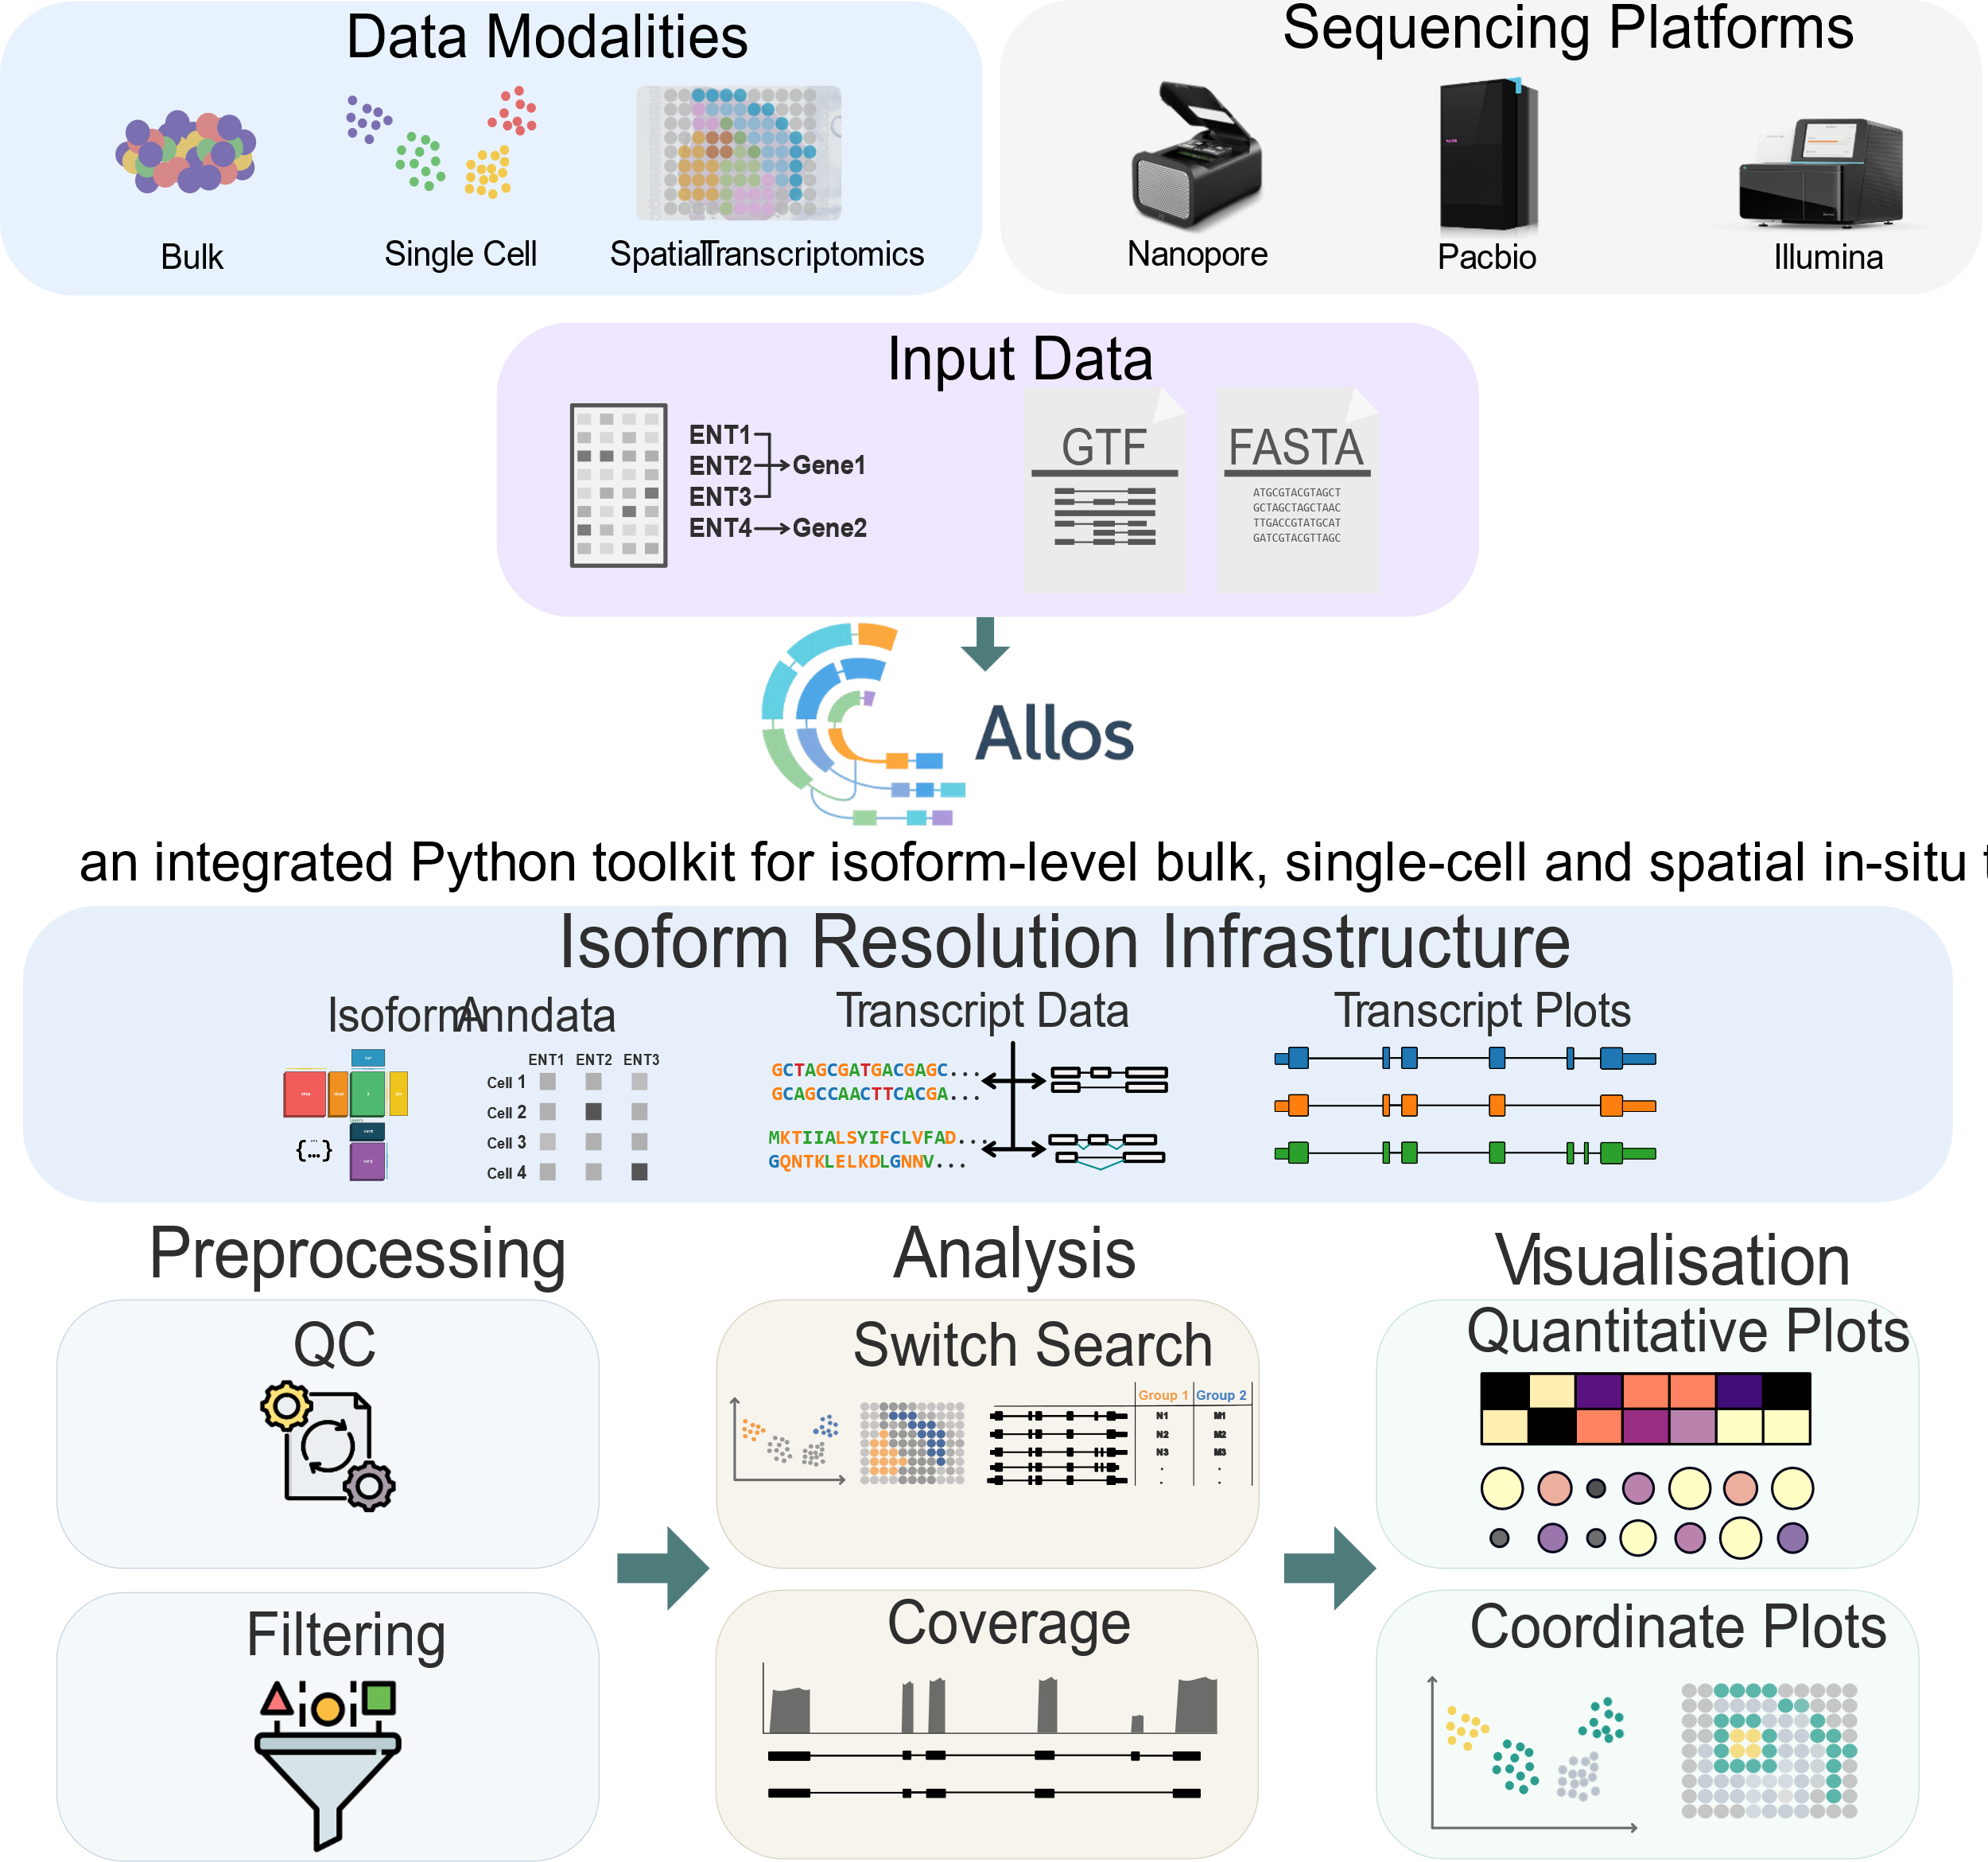 Data Modalities
Bulk
Single Cell
Spatial Transcriptomics
Sequencing Platforms
Nanopore
Pacbio
Illumina
Input Data
ENT1
ENT2
ENT3
ENT4
Gene1
Gene2
GTF
FASTA
ATGCGTACGTAGCT
GCTAGCTAGCTAAC
TTGACCGTATGCAT
GATCGTACGTTAGC
Allos
an integrated Python toolkit for isoform-level bulk, single-cell and spatial in-situ t
Isoform Resolution Infrastructure
Isoform Anndata
{...}
ENT1 ENT2 ENT3
Cell 1
Cell 2
Cell 3
Cell 4
Transcript Data
GCTAGCGATGACGAGC...
GCAGCCAACTTCACGA...
MKTIIALSYIFCLVFAD...
GQNTKLELKDLGNNV...
Transcript Plots
Preprocessing
QC
Filtering
Analysis
Switch Search
Group 1 Group 2
N1 M1
N2 M2
N3 M3
. .
. .
Coverage
Visualisation
Quantitative Plots
Coordinate Plots